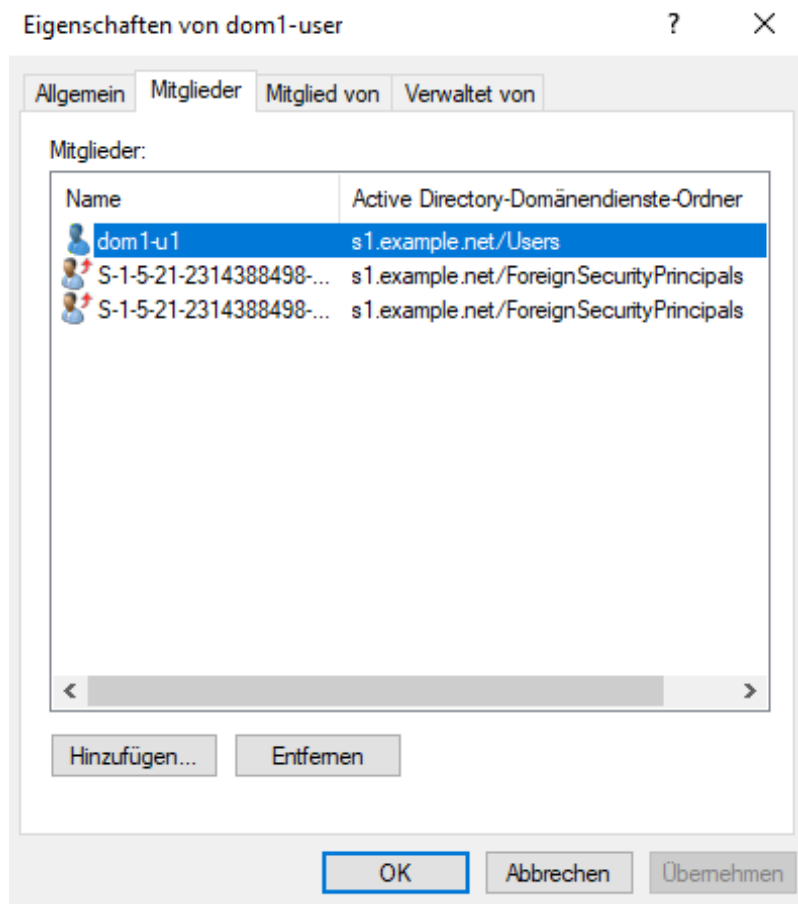 Eigenschaften von dom1-user ?
Allgemein Mitglieder Mitglied von Verwaltet von
Mitglieder:
Name Active Directory-Domänendienste-Ordner
dom1-u1 s1.example.net/Users
S-1-5-21-2314388498-... s1.example.net/ForeignSecurityPrincipals
S-1-5-21-2314388498-... s1.example.net/ForeignSecurityPrincipals
Hinzufügen... Entfernen
OK Abbrechen Übernehmen